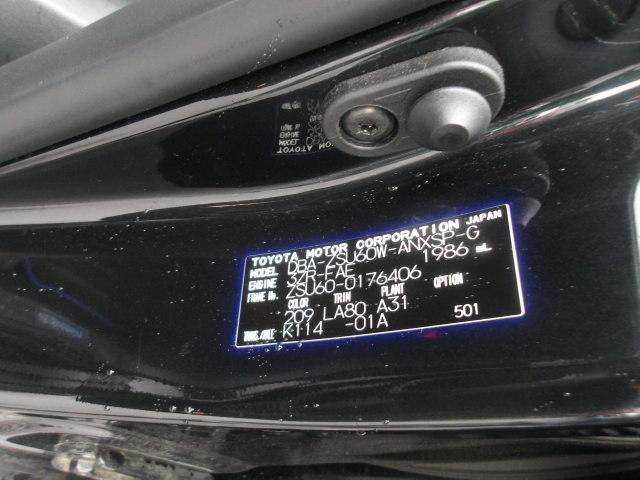 TOYOTA MOTOR CORPORATION JAPAN
MODEL DBA-ZSU60W-ANXSP-G
ENGINE 3ZR-FAE 1986 mL
FRAME No. ZSU60-0176406
COLOR TRIM PLANT OPTION
209 LA80 A31
TRANS./AXLE K114 -01A 501